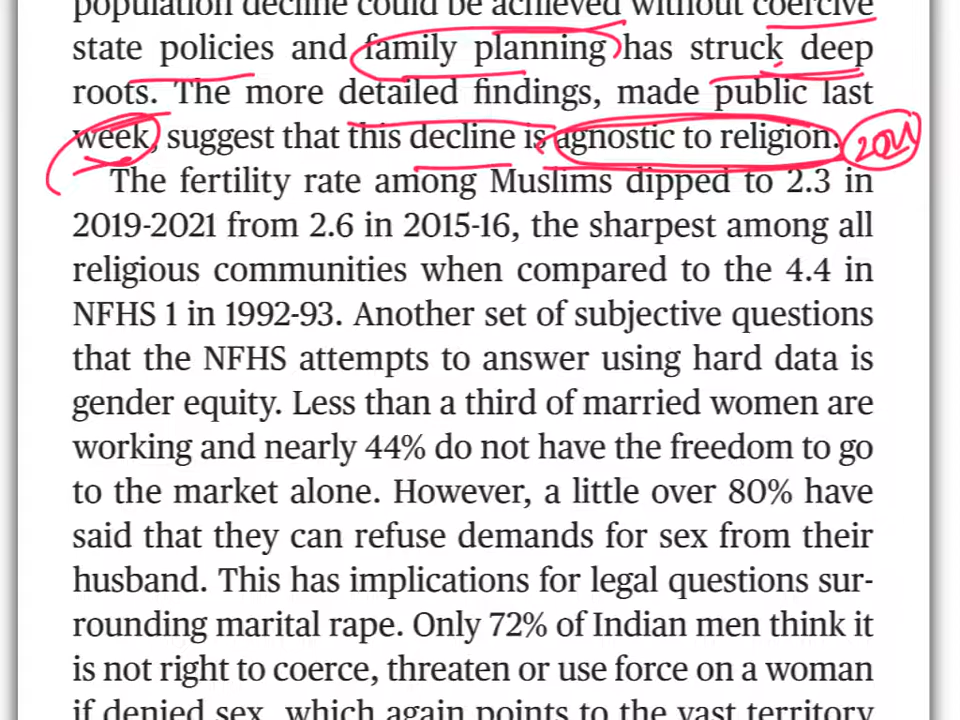 population decline could be achieved without coercive
state policies and family planning has struck deep
roots. The more detailed findings, made public last
week, suggest that this decline is agnostic to religion.
The fertility rate among Muslims dipped to 2.3 in
2019-2021 from 2.6 in 2015-16, the sharpest among all
religious communities when compared to the 4.4 in
NFHS 1 in 1992-93. Another set of subjective questions
that the NFHS attempts to answer using hard data is
gender equity. Less than a third of married women are
working and nearly 44% do not have the freedom to go
to the market alone. However, a little over 80% have
said that they can refuse demands for sex from their
husband. This has implications for legal questions sur-
rounding marital rape. Only 72% of Indian men think it
is not right to coerce, threaten or use force on a woman
if denied sex, which again points to the vast territory